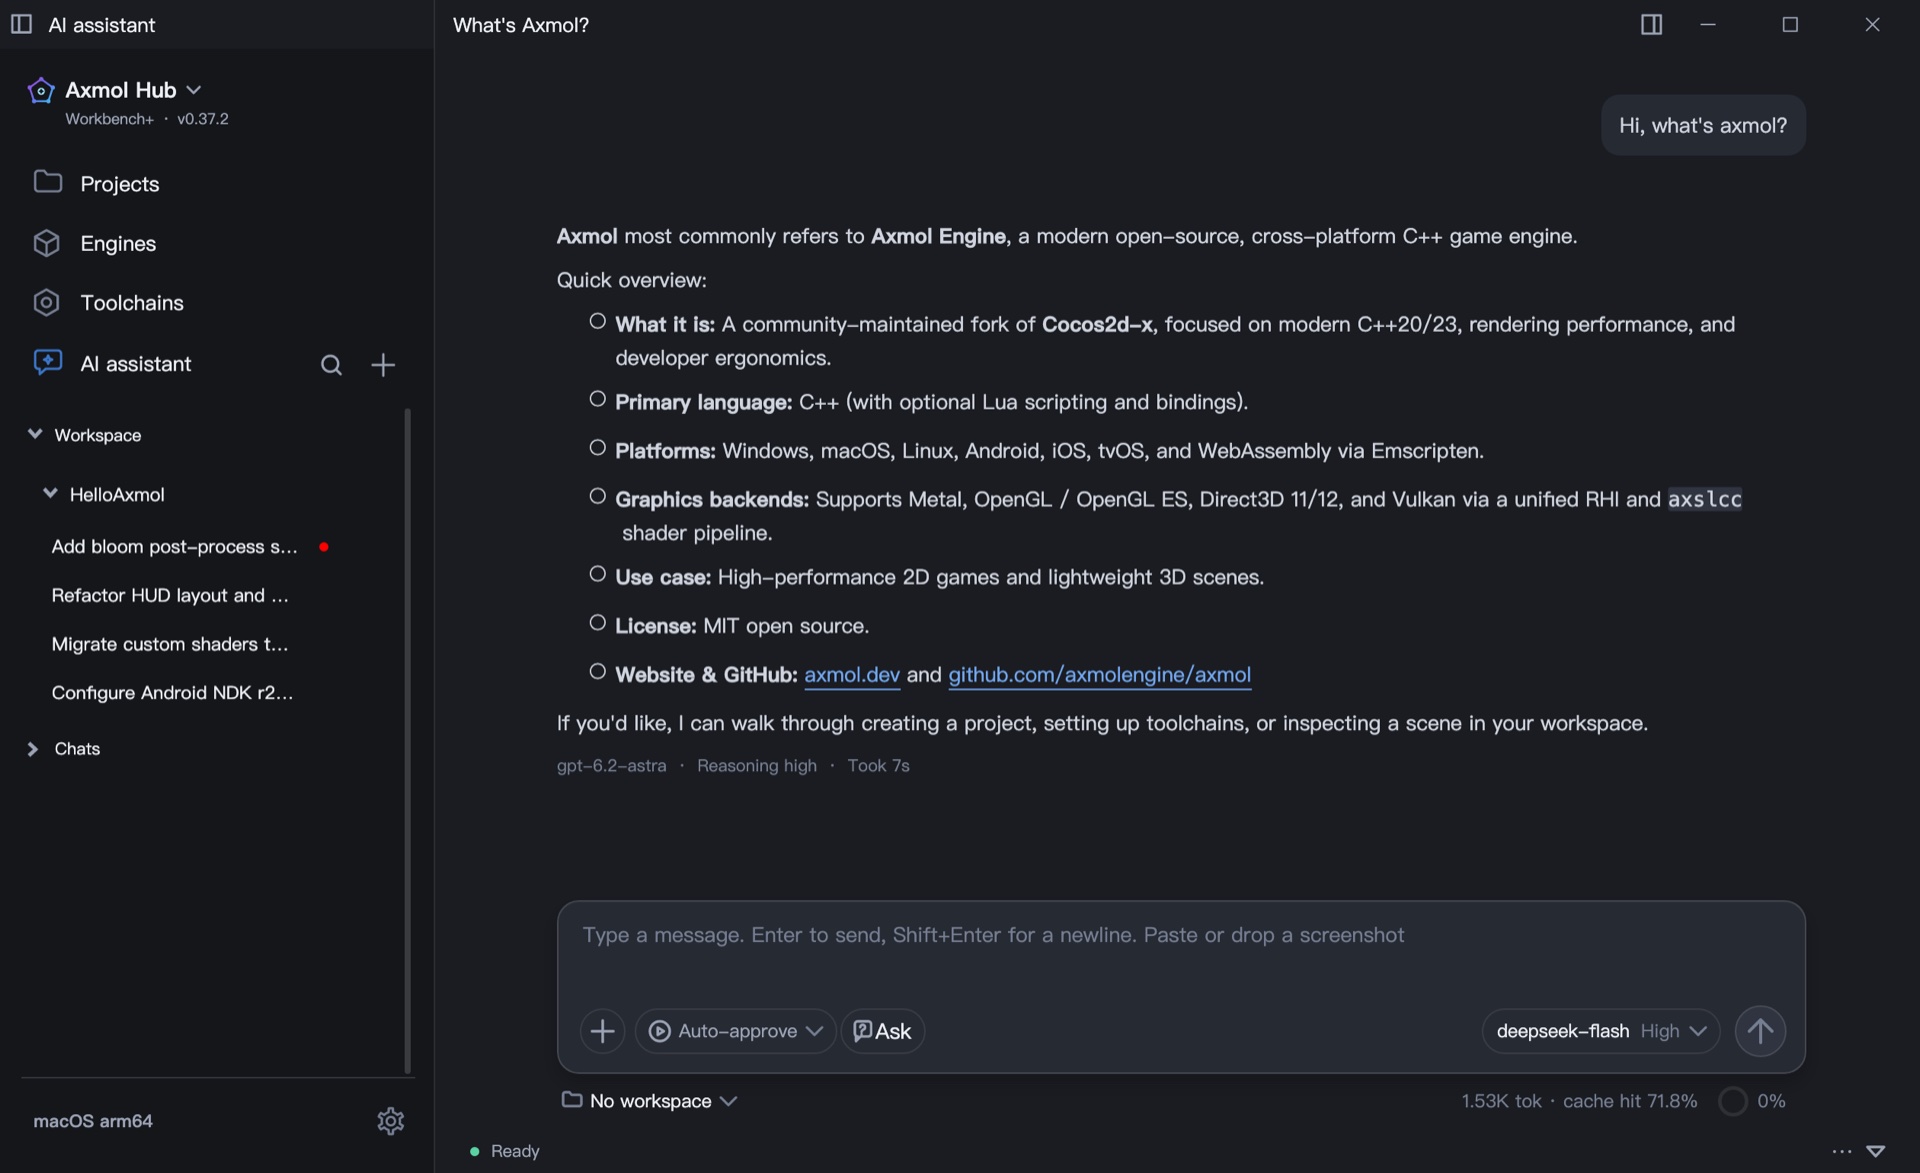 AI assistant
What's Axmol?
Axmol Hub
Workbench+ · v0.37.2
Projects
Engines
Toolchains
AI assistant
Workspace
HelloAxmol
Add bloom post-process s...
Refactor HUD layout and ...
Migrate custom shaders t...
Configure Android NDK r2...
Chats
macOS arm64
Hi, what's axmol?
Axmol most commonly refers to Axmol Engine, a modern open-source, cross-platform C++ game engine.
Quick overview:
What it is: A community-maintained fork of Cocos2d-x, focused on modern C++20/23, rendering performance, and
developer ergonomics.
Primary language: C++ (with optional Lua scripting and bindings).
Platforms: Windows, macOS, Linux, Android, iOS, tvOS, and WebAssembly via Emscripten.
Graphics backends: Supports Metal, OpenGL / OpenGL ES, Direct3D 11/12, and Vulkan via a unified RHI and axslcc
shader pipeline.
Use case: High-performance 2D games and lightweight 3D scenes.
License: MIT open source.
Website & GitHub: axmol.dev and github.com/axmolengine/axmol
If you'd like, I can walk through creating a project, setting up toolchains, or inspecting a scene in your workspace.
gpt-6.2-astra · Reasoning high · Took 7s
Type a message. Enter to send, Shift+Enter for a newline. Paste or drop a screenshot
Auto-approve
Ask
deepseek-flash High
No workspace
1.53K tok · cache hit 71.8%
0%
Ready